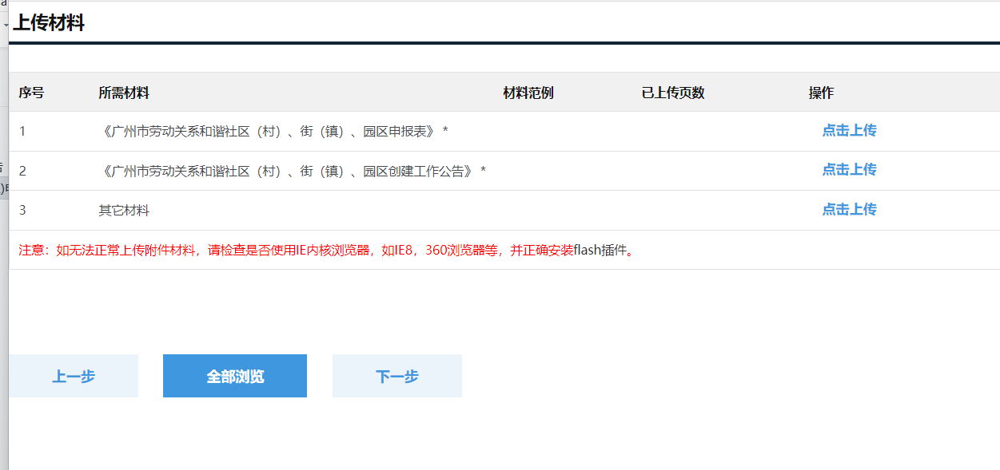 上传材料
序号 所需材料 材料范例 已上传页数 操作
1 《广州市劳动关系和谐社区（村）、街（镇）、园区申报表》 * 点击上传
2 《广州市劳动关系和谐社区（村）、街（镇）、园区创建工作公告》 * 点击上传
3 其它材料 点击上传
注意：如无法正常上传附件材料，请检查是否使用IE内核浏览器，如IE8，360浏览器等，并正确安装flash插件。
上一步 全部浏览 下一步